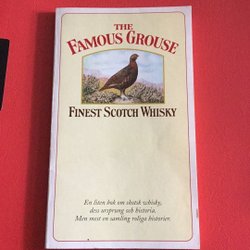 THE
FAMOUS GROUSE
FINEST SCOTCH WHISKY
En liten bok om skotsk whisky,
dess ursprung och historia.
Men mest en samling roliga historier.